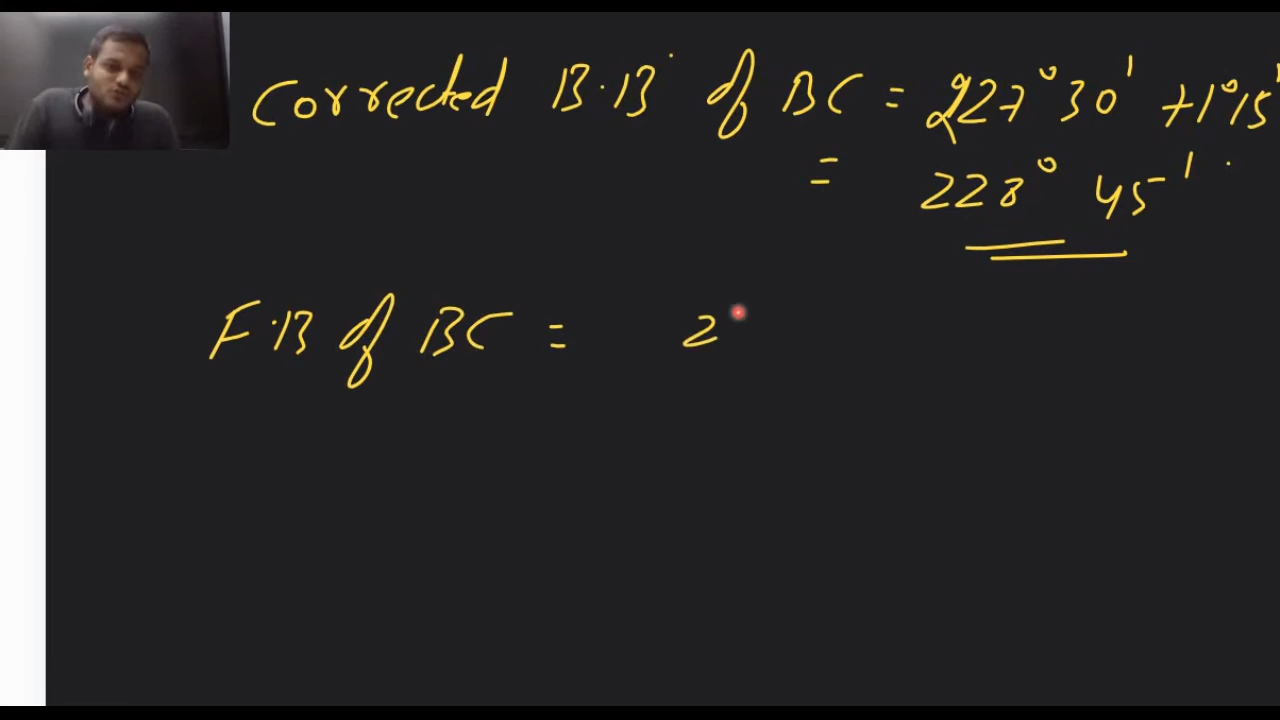 Corrected B.B of BC = 227° 30' + 1° 15'
= 228° 45'
F.B of BC = 2